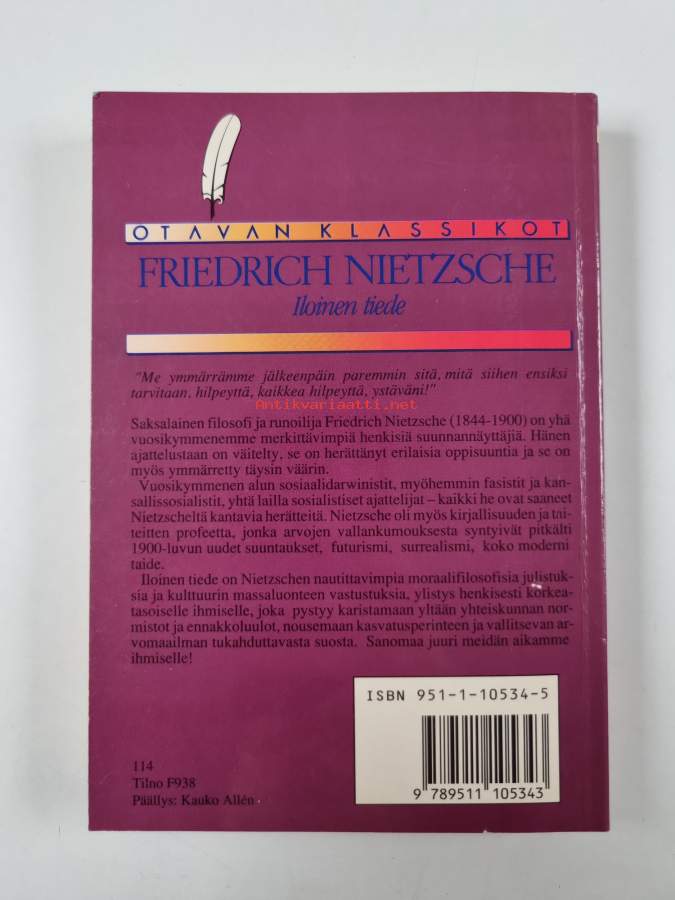 OTAVAN KLASSIKOT
FRIEDRICH NIETZSCHE
Iloinen tiede
"Me ymmärrämme jälkeenpäin paremmin sitä, mitä siihen ensiksi
tarvitaan, hilpeyttä, kaikkea hilpeyttä, ystäväni!"
Antikvariaatti.net
Saksalainen filosofi ja runoilija Friedrich Nietzsche (1844-1900) on yhä
vuosikymmenemme merkittävimpiä henkisiä suunnannäyttäjiä. Hänen
ajattelustaan on väitelty, se on herättänyt erilaisia oppisuuntia ja se on
myös ymmärretty täysin väärin.
Vuosikymmenen alun sosiaalidarwinistit, myöhemmin fasistit ja kan-
sallissosialistit, yhtä lailla sosialistiset ajattelijat – kaikki he ovat saaneet
Nietzscheltä kantavia herätteitä. Nietzsche oli myös kirjallisuuden ja tai-
teitten profeetta, jonka arvojen vallankumouksesta syntyivät pitkälti
1900-luvun uudet suuntaukset, futurismi, surrealismi, koko moderni
taide.
Iloinen tiede on Nietzschen nautittavimpia moraalifilosofisia julistuk-
sia ja kulttuurin massaluonteen vastustuksia, ylistys henkisesti korkea-
tasoiselle ihmiselle, joka pystyy karistamaan yltään yhteiskunnan nor-
mistot ja ennakkoluulot, nousemaan kasvatusperinteen ja vallitsevan ar-
vomaailman tukahduttavasta suosta. Sanomaa juuri meidän aikamme
ihmiselle!
ISBN 951-1-10534-5
9 789511 105343
114
Tilno F938
Päällys: Kauko Allén